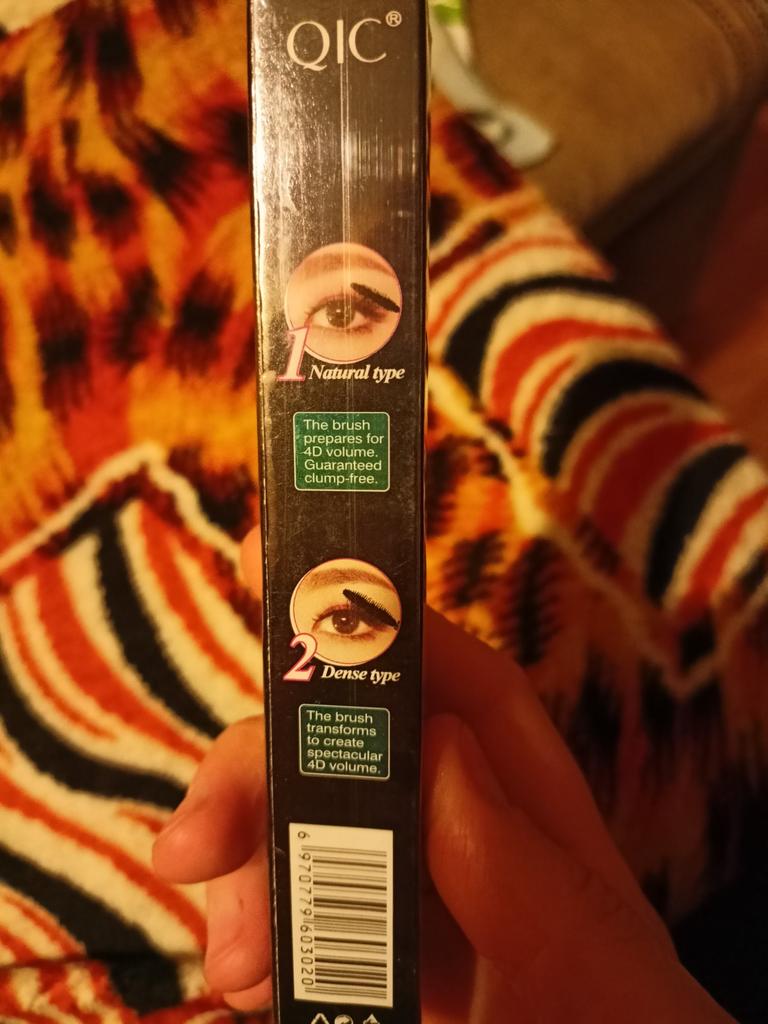 QIC®
1 Natural type
The brush
prepares for
4D volume.
Guaranteed
clump-free.
2 Dense type
The brush
transforms
to create
spectacular
4D volume.
6 970779 603020